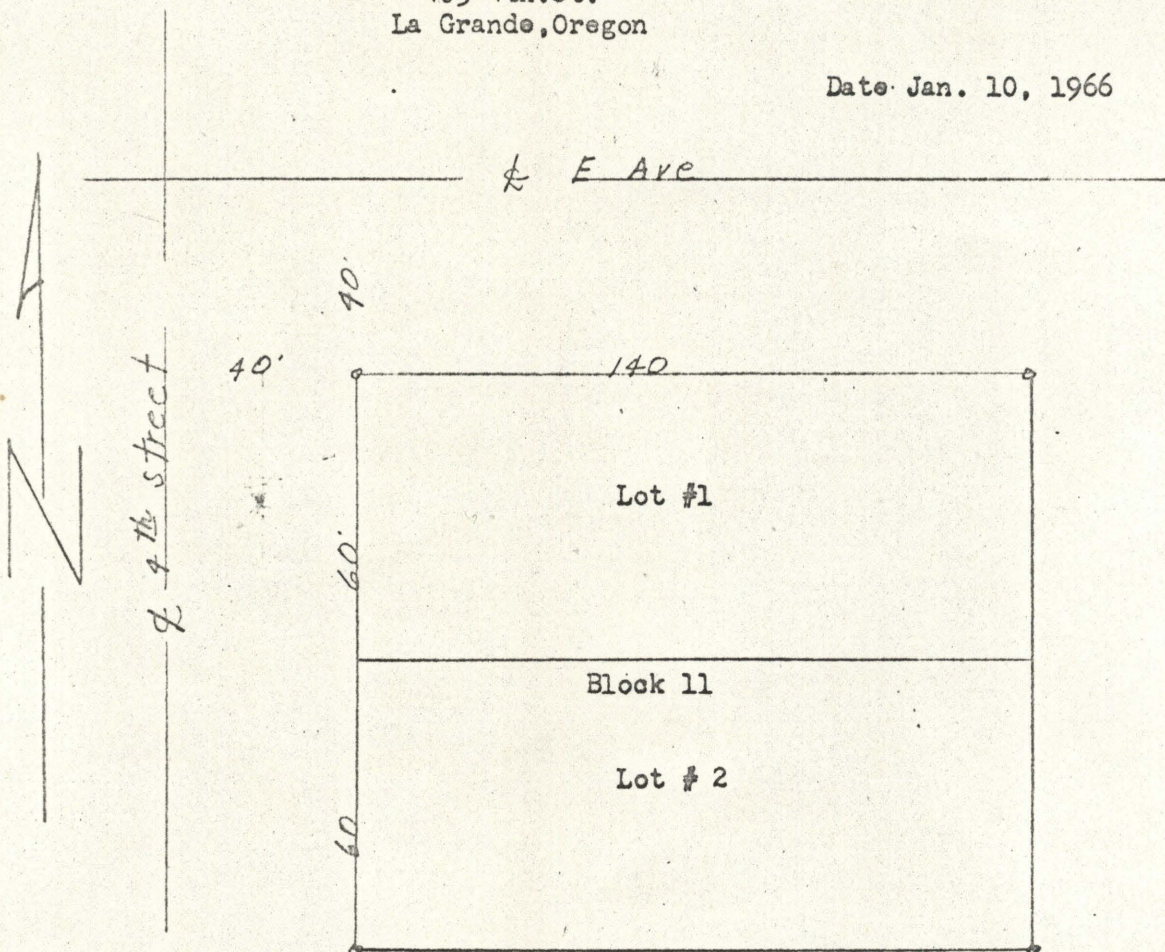 La Grande,Oregon
Date Jan. 10, 1966
℄ E Ave
40'
40'
140
℄ 4th street
Lot #1
60'
Block 11
Lot # 2
60
N